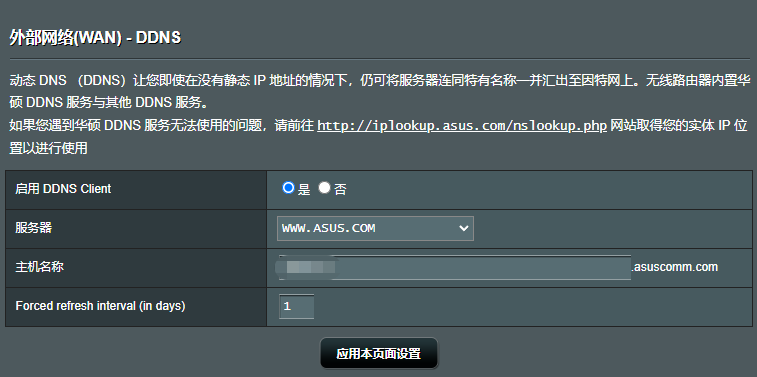 外部网络(WAN) - DDNS
动态 DNS （DDNS）让您即使在没有静态 IP 地址的情况下，仍可将服务器连同特有名称一并汇出至因特网上。无线路由器内置华
硕 DDNS 服务与其他 DDNS 服务。
如果您遇到华硕 DDNS 服务无法使用的问题，请前往 http://iplookup.asus.com/nslookup.php 网站取得您的实体 IP 位
置以进行使用
启用 DDNS Client 是 否
服务器 WWW.ASUS.COM
主机名称 .asuscomm.com
Forced refresh interval (in days) 1
应用本页面设置